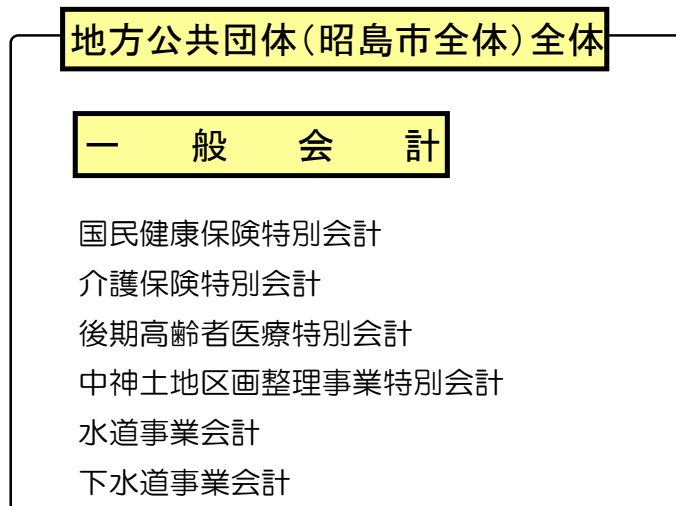 地方公共団体(昭島市全体)全体
一般会計
国民健康保険特別会計
介護保険特別会計
後期高齢者医療特別会計
中神土地区画整理事業特別会計
水道事業会計
下水道事業会計